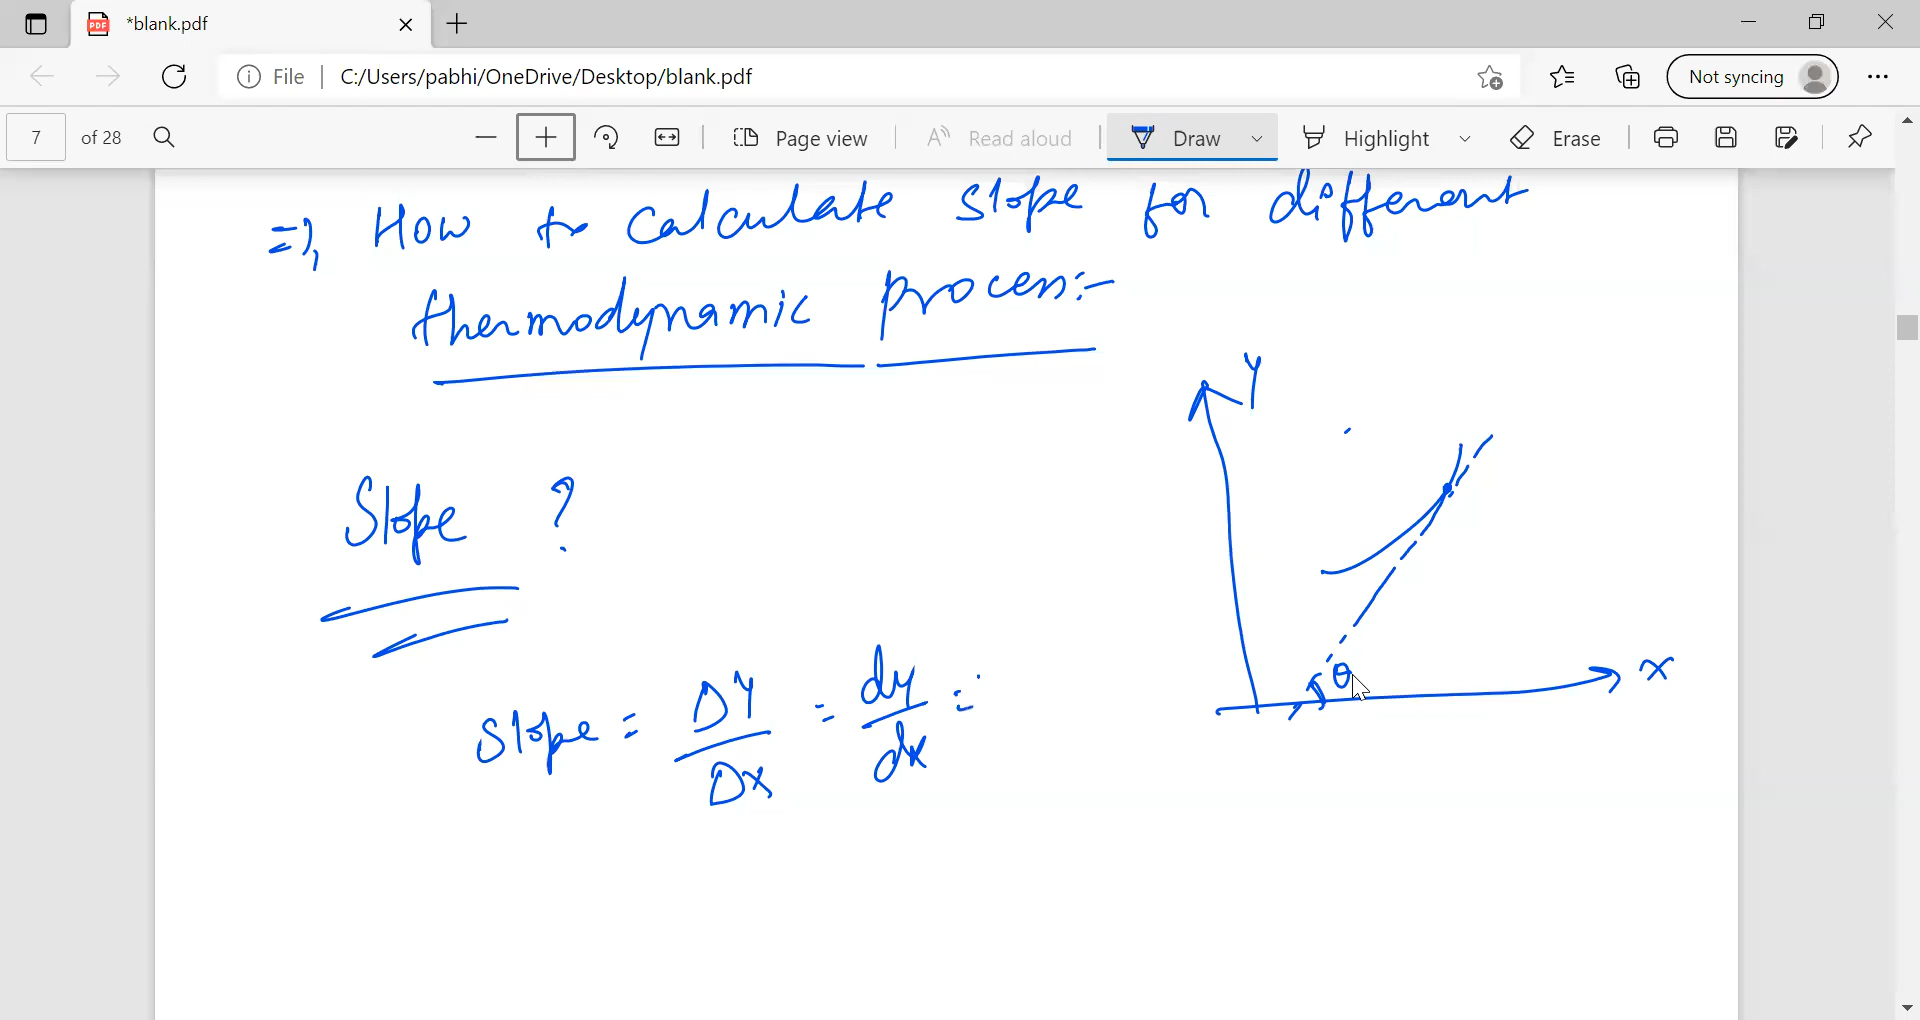 *blank.pdf
File C:/Users/pabhi/OneDrive/Desktop/blank.pdf Not syncing
7 of 28 Page view Read aloud Draw Highlight Erase
=>, How to calculate slope for different
thermodynamic process:-
Y
Slope ?
θ x
Slope = ΔY/Δx = dy/dx =